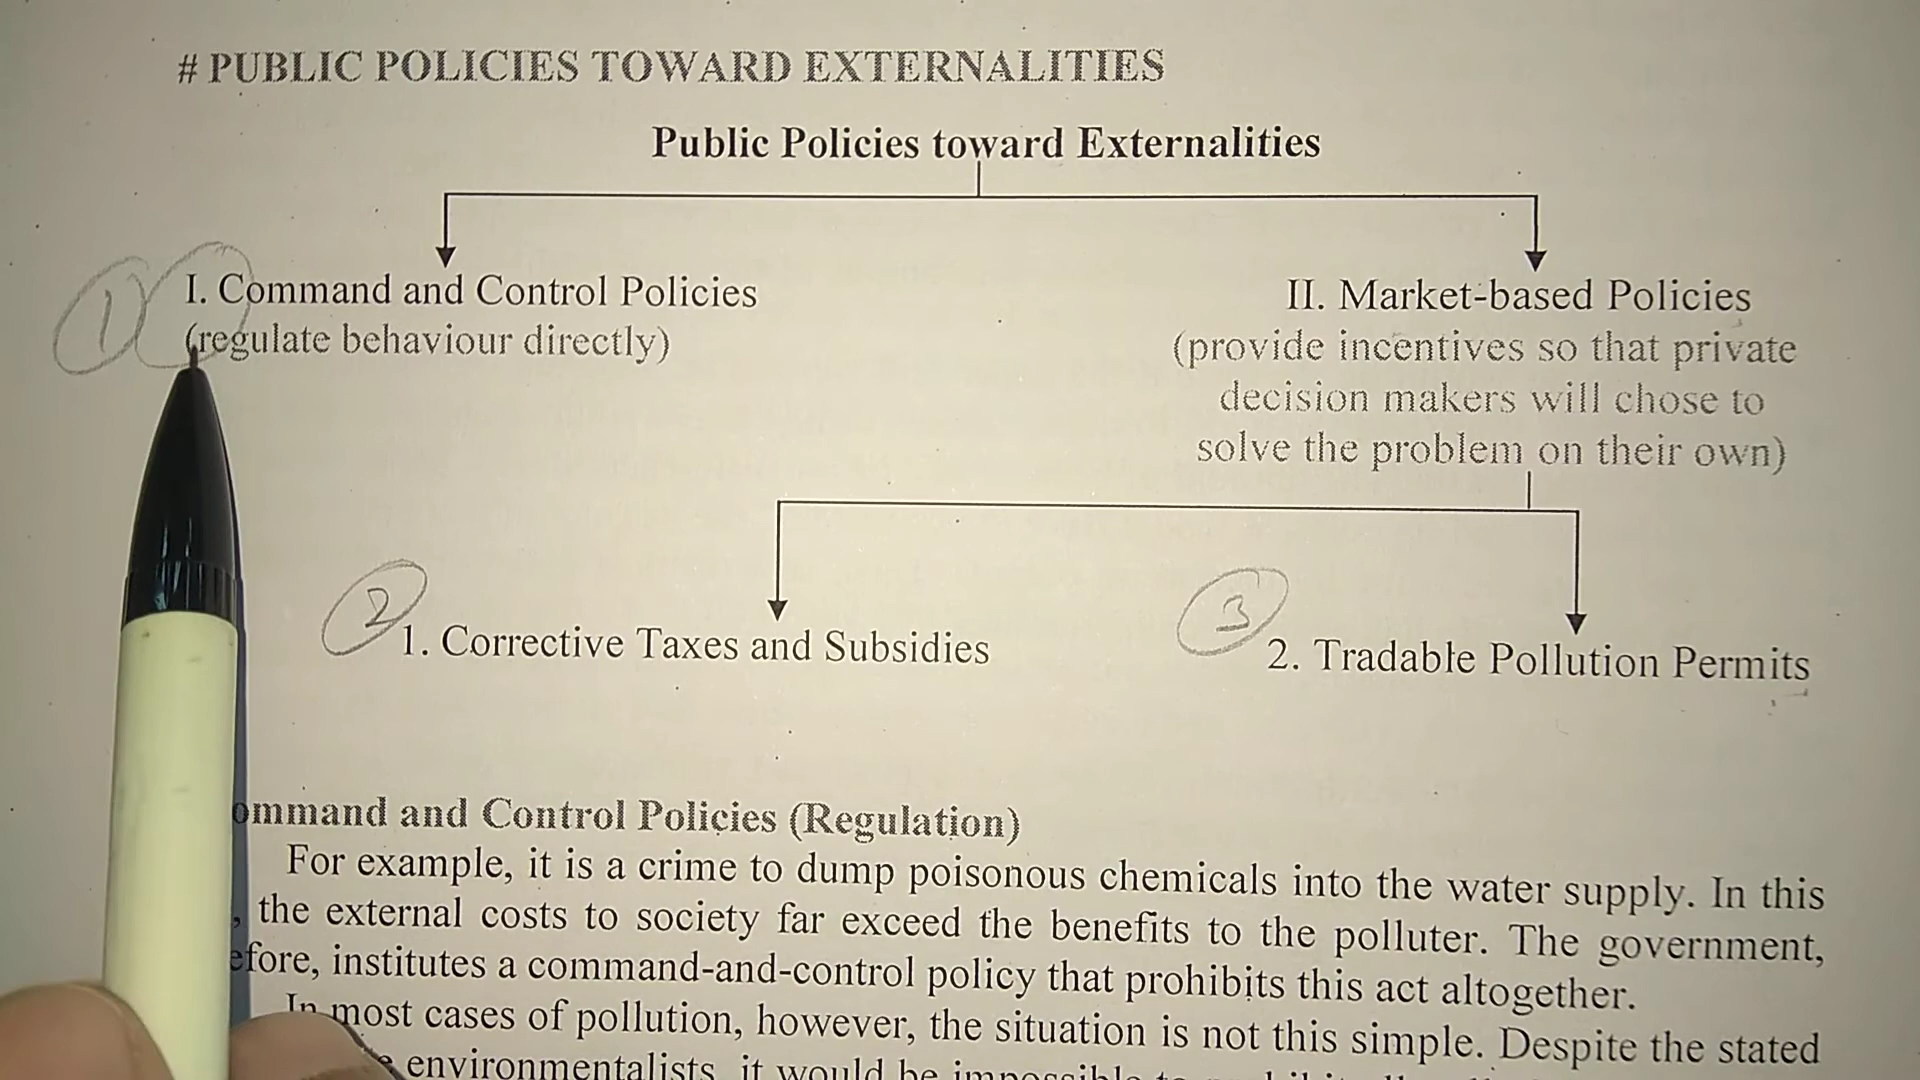 # PUBLIC POLICIES TOWARD EXTERNALITIES
Public Policies toward Externalities
1
I. Command and Control Policies
(regulate behaviour directly)
II. Market-based Policies
(provide incentives so that private
decision makers will chose to
solve the problem on their own)
2
1. Corrective Taxes and Subsidies
3
2. Tradable Pollution Permits
ommand and Control Policies (Regulation)
For example, it is a crime to dump poisonous chemicals into the water supply. In this
, the external costs to society far exceed the benefits to the polluter. The government,
efore, institutes a command-and-control policy that prohibits this act altogether.
In most cases of pollution, however, the situation is not this simple. Despite the stated
environmentalists, it would be impossible to